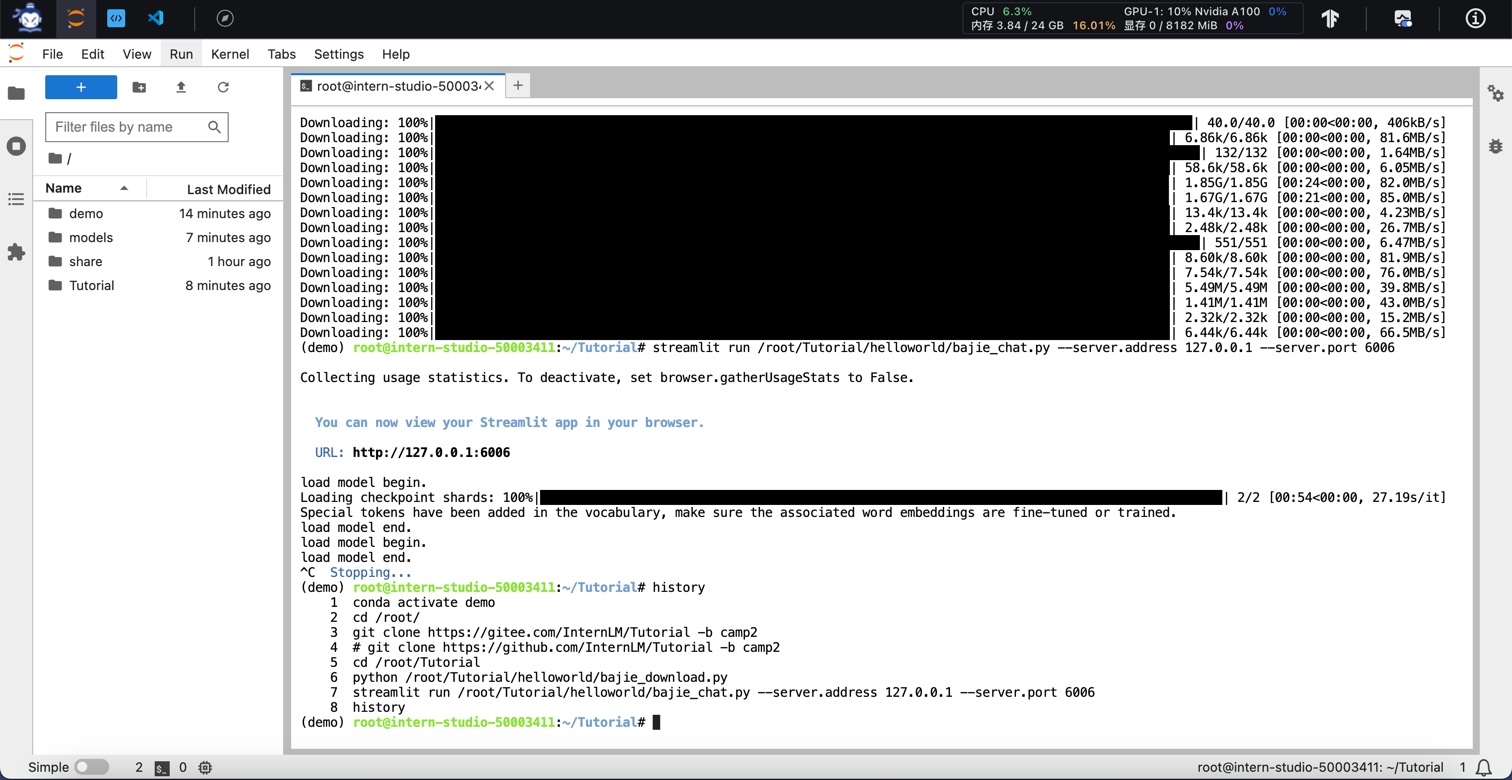 CPU 6.3% GPU-1: 10% Nvidia A100 0%
内存 3.84 / 24 GB 16.01% 显存 0 / 8182 MiB 0%
File Edit View Run Kernel Tabs Settings Help
+
root@intern-studio-50003
Filter files by name
/
Name Last Modified
demo 14 minutes ago
models 7 minutes ago
share 1 hour ago
Tutorial 8 minutes ago
Downloading: 100%| | 40.0/40.0 [00:00<00:00, 406kB/s]
Downloading: 100%| | 6.86k/6.86k [00:00<00:00, 81.6MB/s]
Downloading: 100%| | 132/132 [00:00<00:00, 1.64MB/s]
Downloading: 100%| | 58.6k/58.6k [00:00<00:00, 6.05MB/s]
Downloading: 100%| | 1.85G/1.85G [00:24<00:00, 82.0MB/s]
Downloading: 100%| | 1.67G/1.67G [00:21<00:00, 85.0MB/s]
Downloading: 100%| | 13.4k/13.4k [00:00<00:00, 4.23MB/s]
Downloading: 100%| | 2.48k/2.48k [00:00<00:00, 26.7MB/s]
Downloading: 100%| | 551/551 [00:00<00:00, 6.47MB/s]
Downloading: 100%| | 8.60k/8.60k [00:00<00:00, 81.9MB/s]
Downloading: 100%| | 7.54k/7.54k [00:00<00:00, 76.0MB/s]
Downloading: 100%| | 5.49M/5.49M [00:00<00:00, 39.8MB/s]
Downloading: 100%| | 1.41M/1.41M [00:00<00:00, 43.0MB/s]
Downloading: 100%| | 2.32k/2.32k [00:00<00:00, 15.2MB/s]
Downloading: 100%| | 6.44k/6.44k [00:00<00:00, 66.5MB/s]
(demo) root@intern-studio-50003411:~/Tutorial# streamlit run /root/Tutorial/helloworld/bajie_chat.py --server.address 127.0.0.1 --server.port 6006
Collecting usage statistics. To deactivate, set browser.gatherUsageStats to False.
You can now view your Streamlit app in your browser.
URL: http://127.0.0.1:6006
load model begin.
Loading checkpoint shards: 100%| | 2/2 [00:54<00:00, 27.19s/it]
Special tokens have been added in the vocabulary, make sure the associated word embeddings are fine-tuned or trained.
load model end.
load model begin.
load model end.
^C Stopping...
(demo) root@intern-studio-50003411:~/Tutorial# history
1 conda activate demo
2 cd /root/
3 git clone https://gitee.com/InternLM/Tutorial -b camp2
4 # git clone https://github.com/InternLM/Tutorial -b camp2
5 cd /root/Tutorial
6 python /root/Tutorial/helloworld/bajie_download.py
7 streamlit run /root/Tutorial/helloworld/bajie_chat.py --server.address 127.0.0.1 --server.port 6006
8 history
(demo) root@intern-studio-50003411:~/Tutorial#
Simple 2 0 root@intern-studio-50003411: ~/Tutorial 1